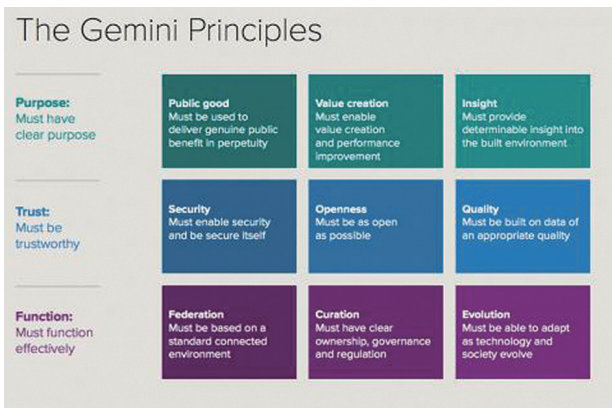 The Gemini Principles
Purpose:
Must have
clear purpose
Public good
Must be used to
deliver genuine public
benefit in perpetuity
Value creation
Must enable
value creation
and performance
improvement
Insight
Must provide
determinable insight into
the built environment
Trust:
Must be
trustworthy
Security
Must enable security
and be secure itself
Openness
Must be as open
as possible
Quality
Must be built on data of
an appropriate quality
Function:
Must function
effectively
Federation
Must be based on a
standard connected
environment
Curation
Must have clear
ownership, governance
and regulation
Evolution
Must be able to adapt
as technology and
society evolve